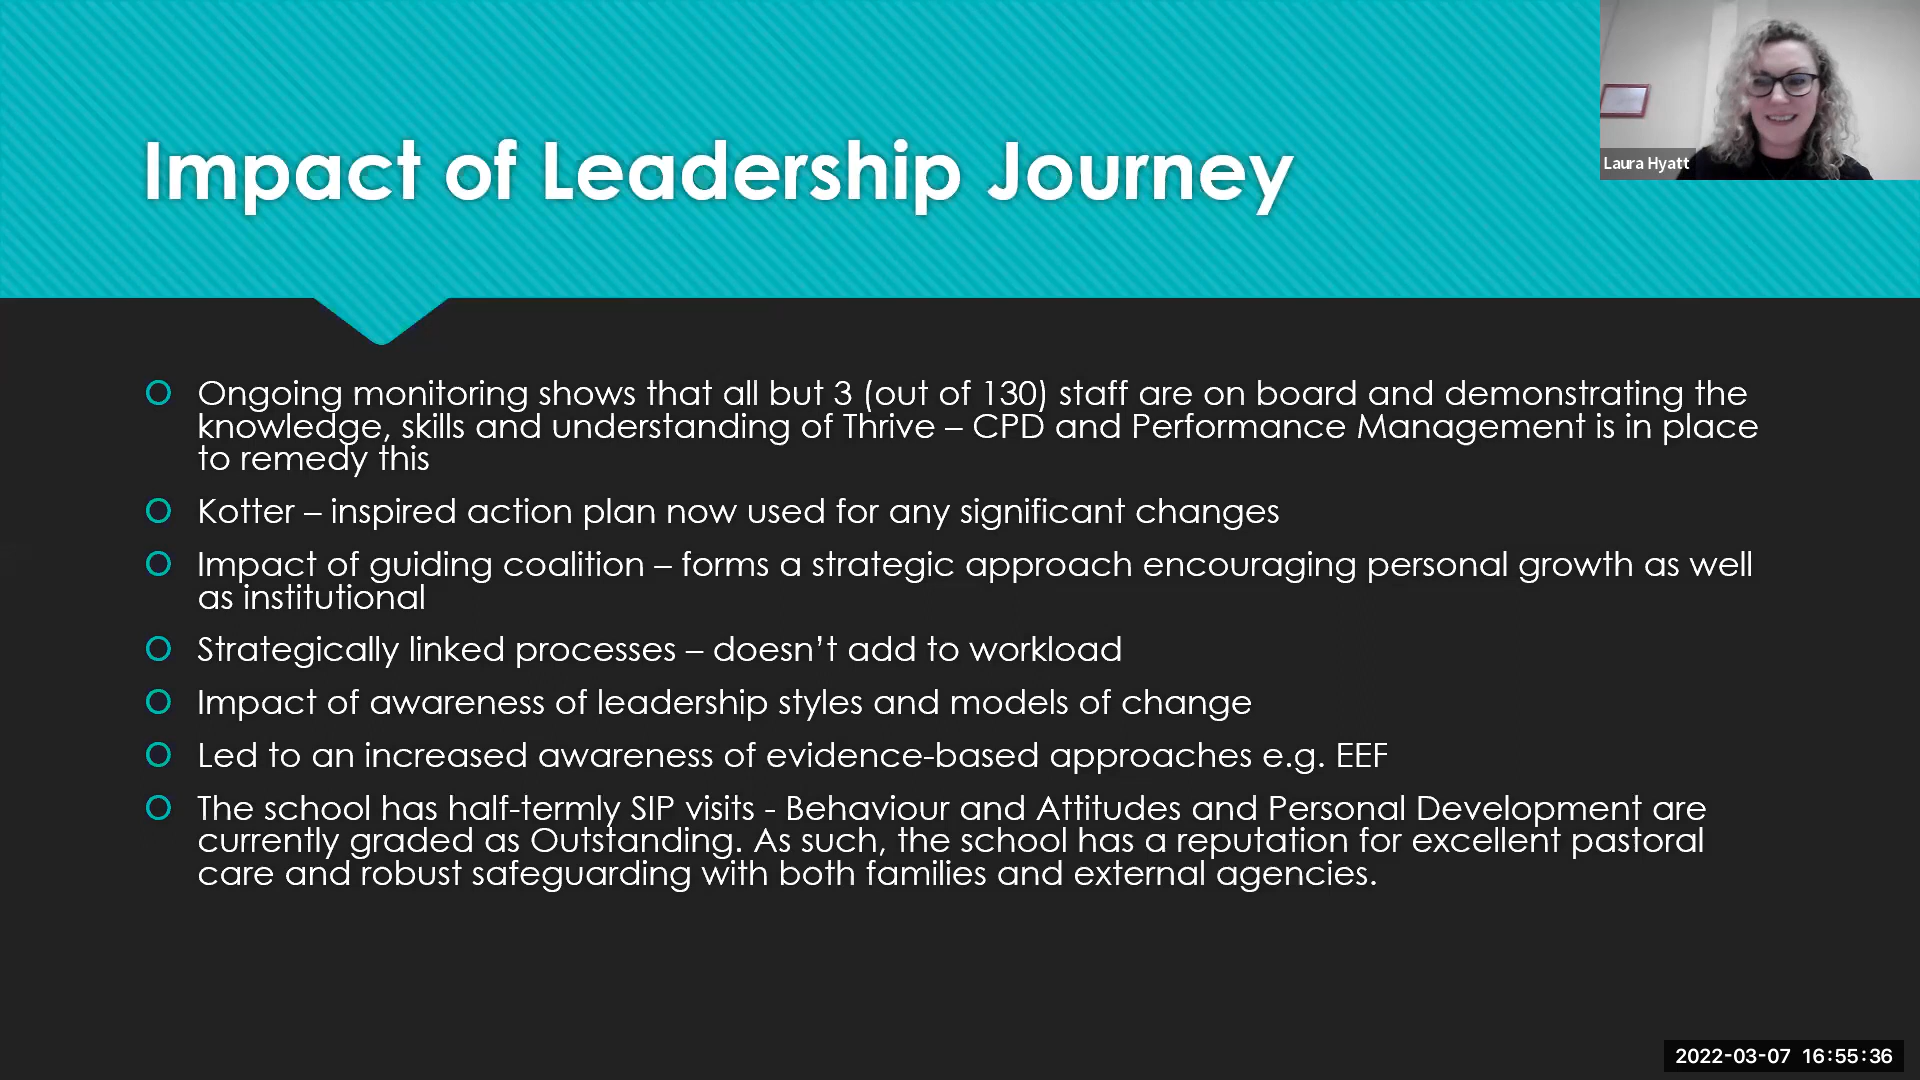 Impact of Leadership Journey
Laura Hyatt
Ongoing monitoring shows that all but 3 (out of 130) staff are on board and demonstrating the
knowledge, skills and understanding of Thrive – CPD and Performance Management is in place
to remedy this
Kotter – inspired action plan now used for any significant changes
Impact of guiding coalition – forms a strategic approach encouraging personal growth as well
as institutional
Strategically linked processes – doesn’t add to workload
Impact of awareness of leadership styles and models of change
Led to an increased awareness of evidence-based approaches e.g. EEF
The school has half-termly SIP visits - Behaviour and Attitudes and Personal Development are
currently graded as Outstanding. As such, the school has a reputation for excellent pastoral
care and robust safeguarding with both families and external agencies.
2022-03-07 16:55:36